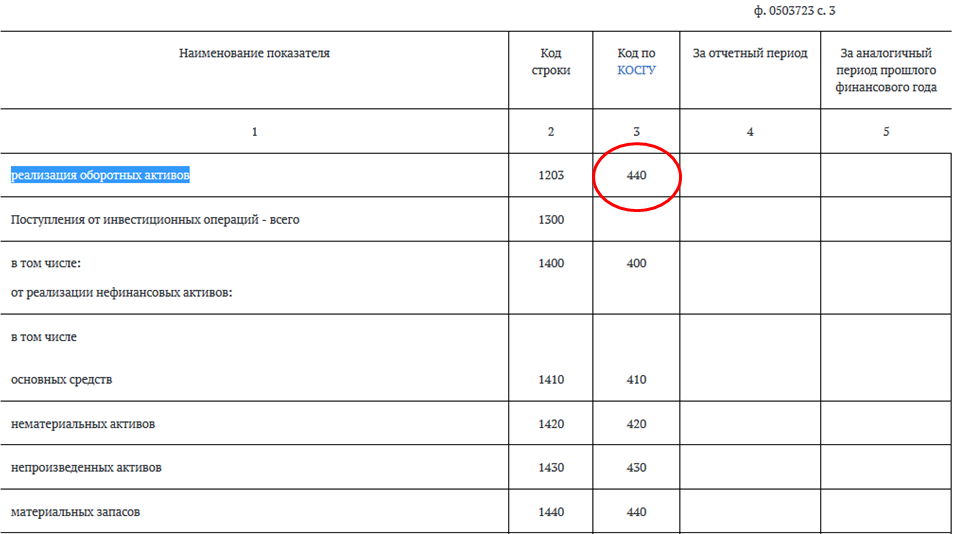 ф. 0503723 с. 3
Наименование показателя
Код
строки
Код по
КОСГУ
За отчетный период
За аналогичный
период прошлого
финансового года
1
2
3
4
5
реализация оборотных активов
1203
440
Поступления от инвестиционных операций - всего
1300
в том числе:
1400
400
от реализации нефинансовых активов:
в том числе
основных средств
1410
410
нематериальных активов
1420
420
непроизведенных активов
1430
430
материальных запасов
1440
440